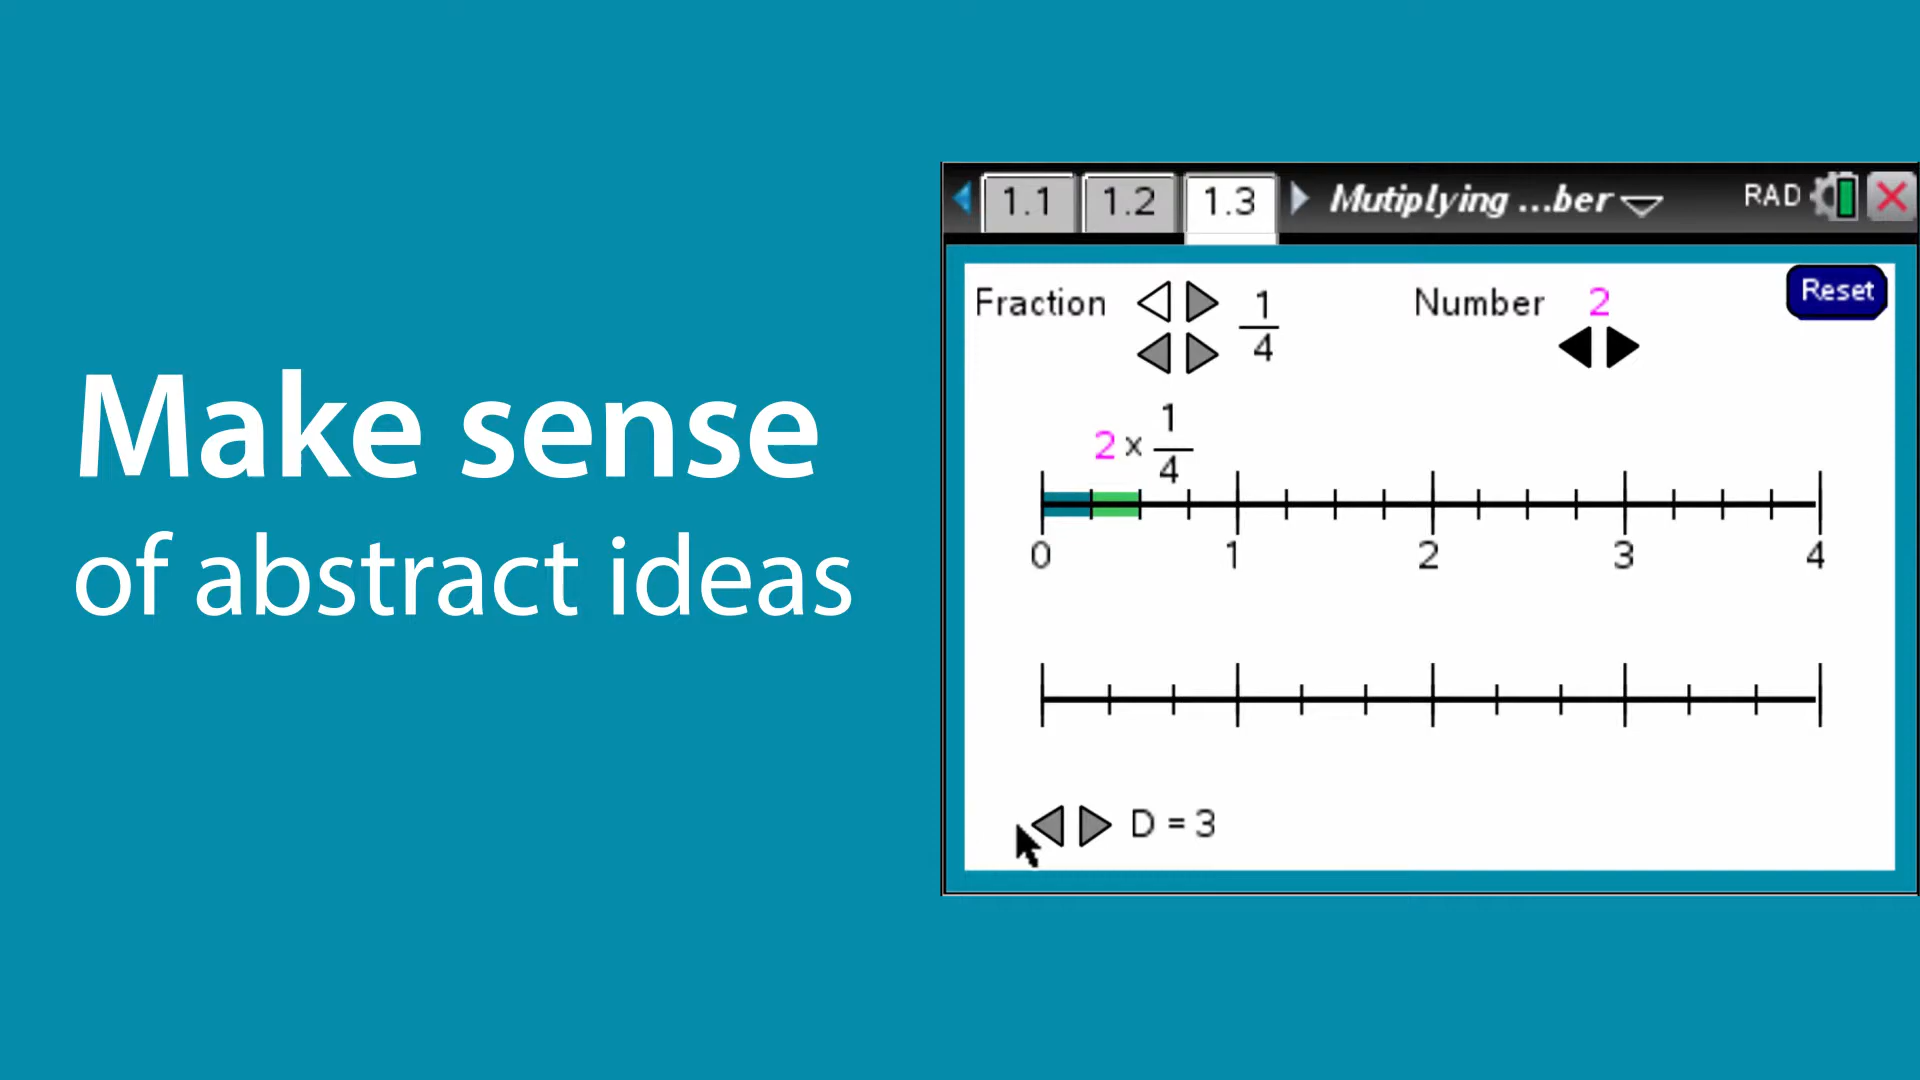 Make sense
of abstract ideas
1.1 1.2 1.3 Mutiplying ...ber RAD
Fraction 1/4 Number 2 Reset
2 x 1/4
0 1 2 3 4
D = 3